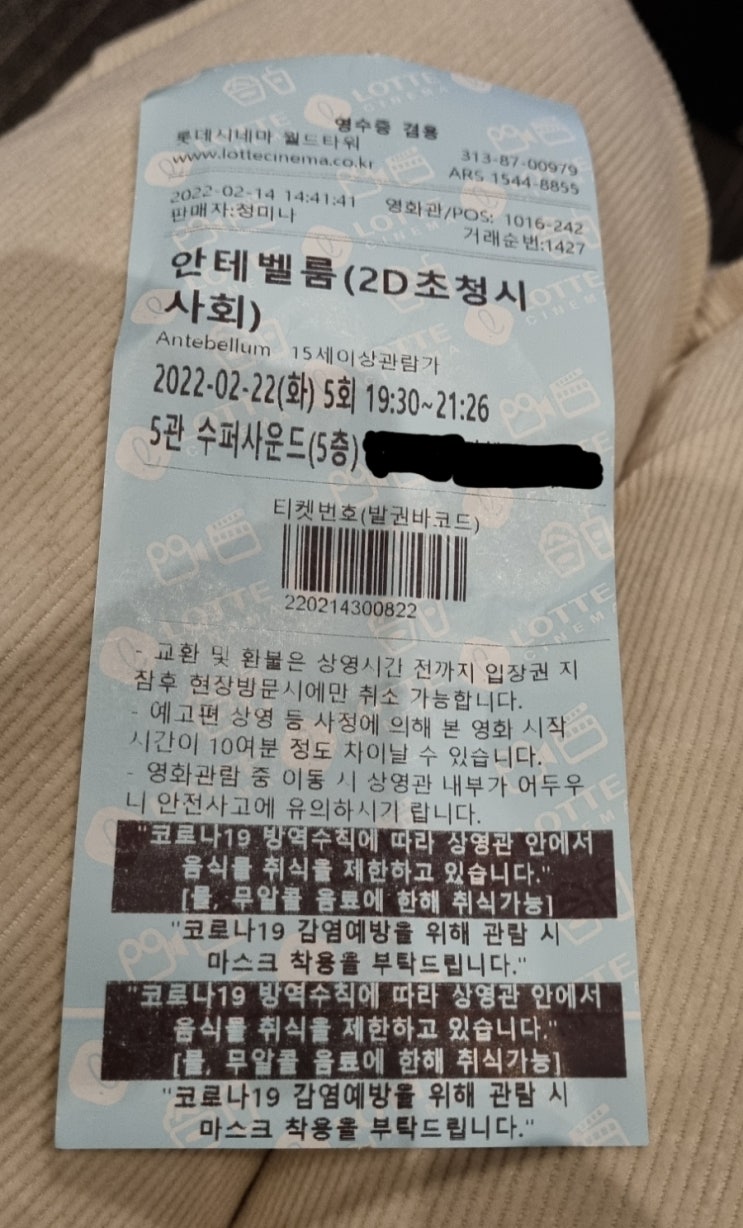 영수증 겸용
롯데시네마 월드타워 313-87-00979
www.lottecinema.co.kr ARS 1544-8855
2022-02-14 14:41:41 영화관/POS: 1016-242
판매자:정미나 거래순번:1427
안테벨룸(2D초청시
사회)
Antebellum 15세이상관람가
2022-02-22(화) 5회 19:30~21:26
5관 수퍼사운드(5층)
티켓번호(발권바코드)
220214300822
- 교환 및 환불은 상영시간 전까지 입장권 지
참후 현장방문시에만 취소 가능합니다.
- 예고편 상영 등 사정에 의해 본 영화 시작
시간이 10여분 정도 차이날 수 있습니다.
- 영화관람 중 이동 시 상영관 내부가 어두우
니 안전사고에 유의하시기 랍니다.
"코로나19 방역수칙에 따라 상영관 안에서
음식물 취식을 제한하고 있습니다."
[물, 무알콜 음료에 한해 취식가능]
"코로나19 감염예방을 위해 관람 시
마스크 착용을 부탁드립니다."
"코로나19 방역수칙에 따라 상영관 안에서
음식물 취식을 제한하고 있습니다."
[물, 무알콜 음료에 한해 취식가능]
"코로나19 감염예방을 위해 관람 시
마스크 착용을 부탁드립니다."